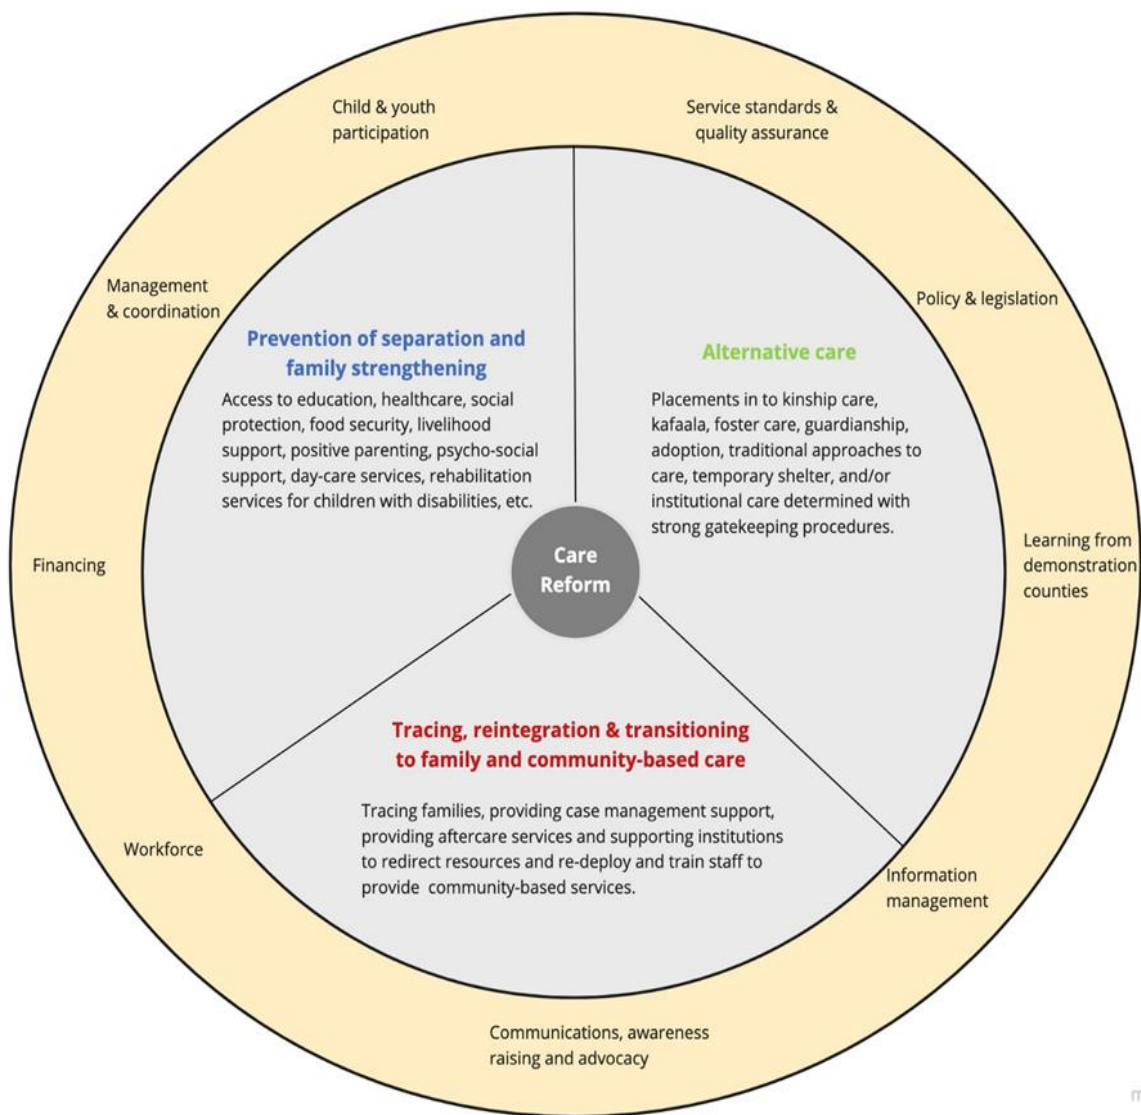 Child & youth
participation
Service standards &
quality assurance
Management
& coordination
Policy & legislation
Prevention of separation and
family strengthening
Access to education, healthcare, social
protection, food security, livelihood
support, positive parenting, psycho-social
support, day-care services, rehabilitation
services for children with disabilities, etc.
Alternative care
Placements in to kinship care,
kafaala, foster care, guardianship,
adoption, traditional approaches to
care, temporary shelter, and/or
institutional care determined with
strong gatekeeping procedures.
Care
Reform
Financing
Learning from
demonstration
counties
Tracing, reintegration & transitioning
to family and community-based care
Tracing families, providing case management support,
providing aftercare services and supporting institutions
to redirect resources and re-deploy and train staff to
provide community-based services.
Workforce
Information
management
Communications, awareness
raising and advocacy